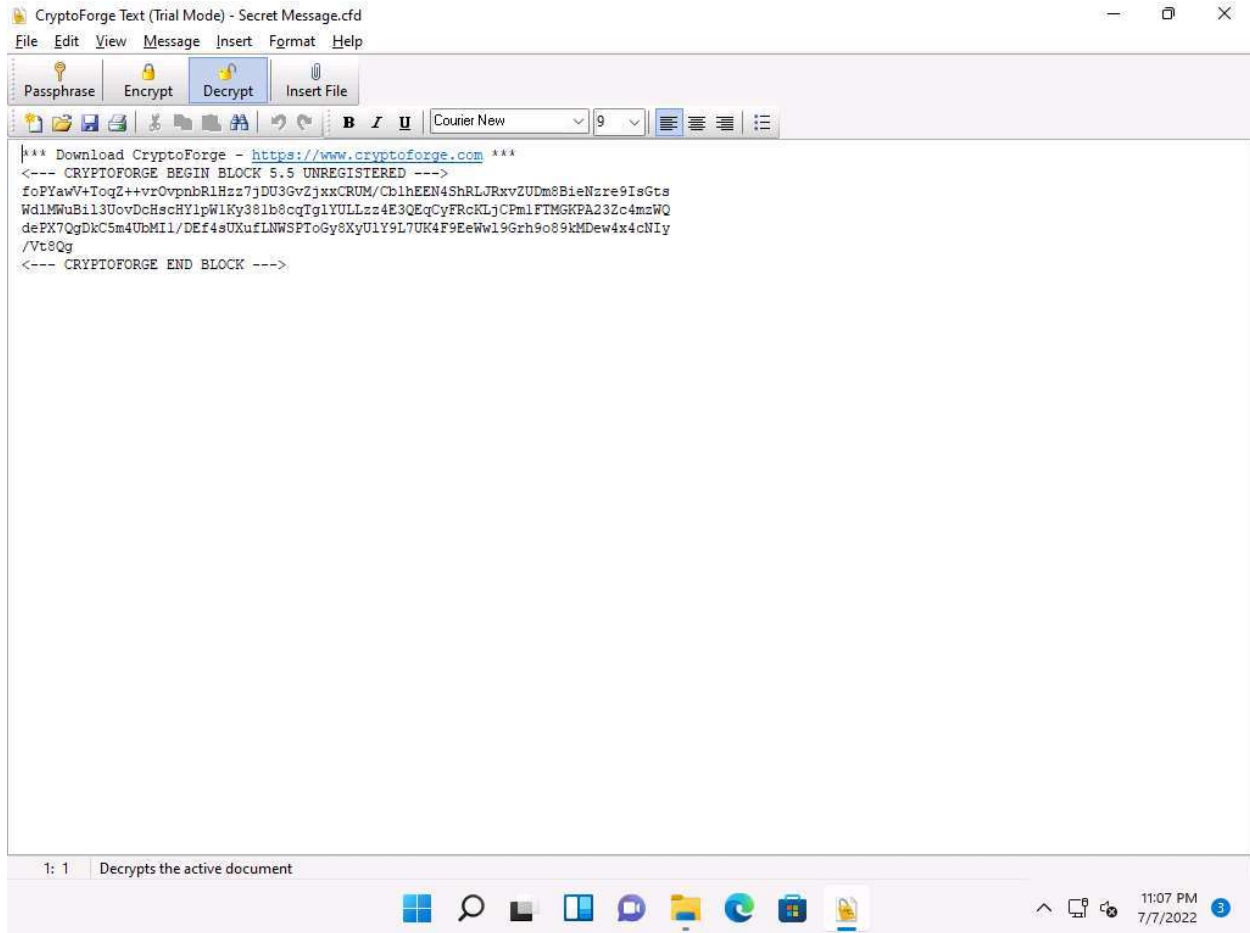 CryptoForge Text (Trial Mode) - Secret Message.cfd
File Edit View Message Insert Format Help
Passphrase Encrypt Decrypt Insert File
B I U Courier New 9
*** Download CryptoForge - https://www.cryptoforge.com ***
<--- CRYPTOFORGE BEGIN BLOCK 5.5 UNREGISTERED --->
foPYawV+ToqZ++vrOvpnbRlHzz7jDU3GvZjxxCRUM/CblhEEN4ShRLJRxvZUDm8BieNzre9IsGts
WdlMWuBil3UovDcHscHYlpWlKy38lb8cqTglYULLzz4E3QEqCyFRcKLjCPmlFTMGKPA23Zc4mzWQ
dePX7QgDkC5m4UbMIl/DEf4sUXufLNWSPToGy8XyUlY9L7UK4F9EeWwl9Grh9o89kMDew4x4cNIy
/Vt8Qg
<--- CRYPTOFORGE END BLOCK --->
1: 1 Decrypts the active document
11:07 PM
7/7/2022
3